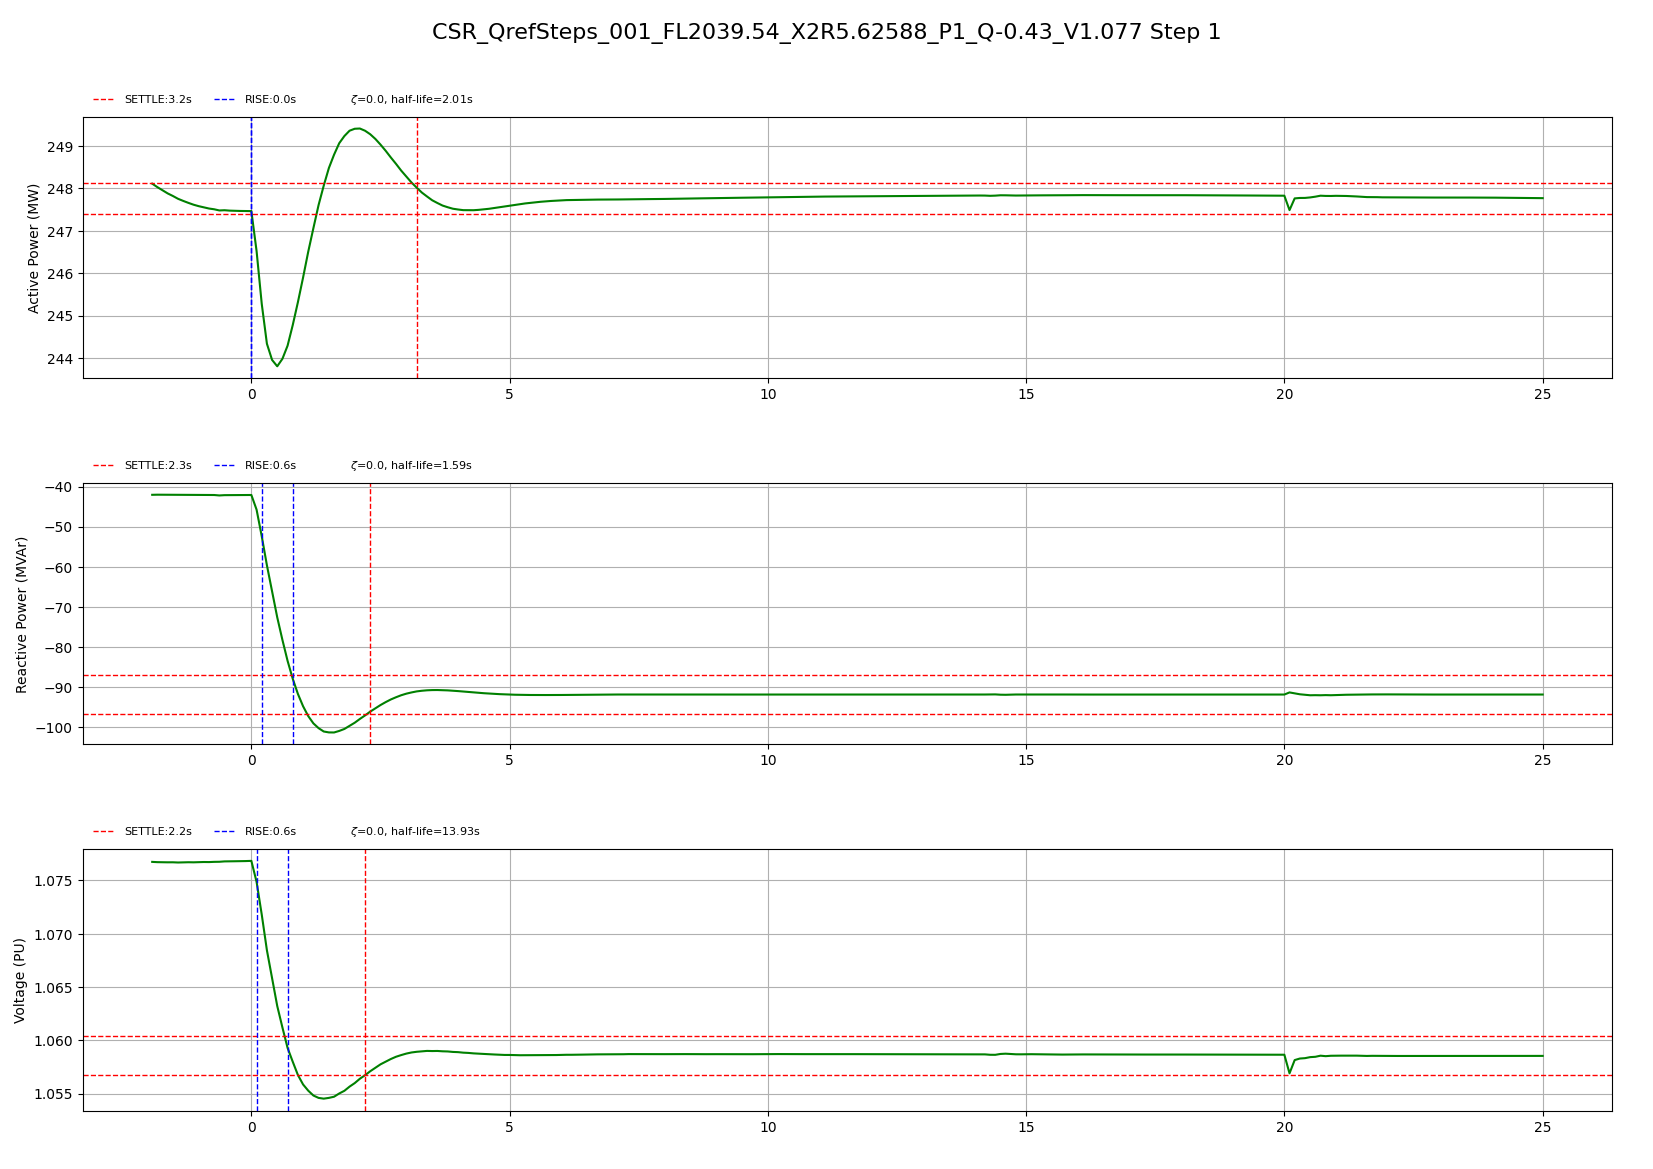 CSR_QrefSteps_001_FL2039.54_X2R5.62588_P1_Q-0.43_V1.077 Step 1
SETTLE:3.2s RISE:0.0s ζ=0.0, half-life=2.01s
Active Power (MW)
249
248
247
246
245
244
0 5 10 15 20 25
SETTLE:2.3s RISE:0.6s ζ=0.0, half-life=1.59s
Reactive Power (MVAr)
−40
−50
−60
−70
−80
−90
−100
0 5 10 15 20 25
SETTLE:2.2s RISE:0.6s ζ=0.0, half-life=13.93s
Voltage (PU)
1.075
1.070
1.065
1.060
1.055
0 5 10 15 20 25